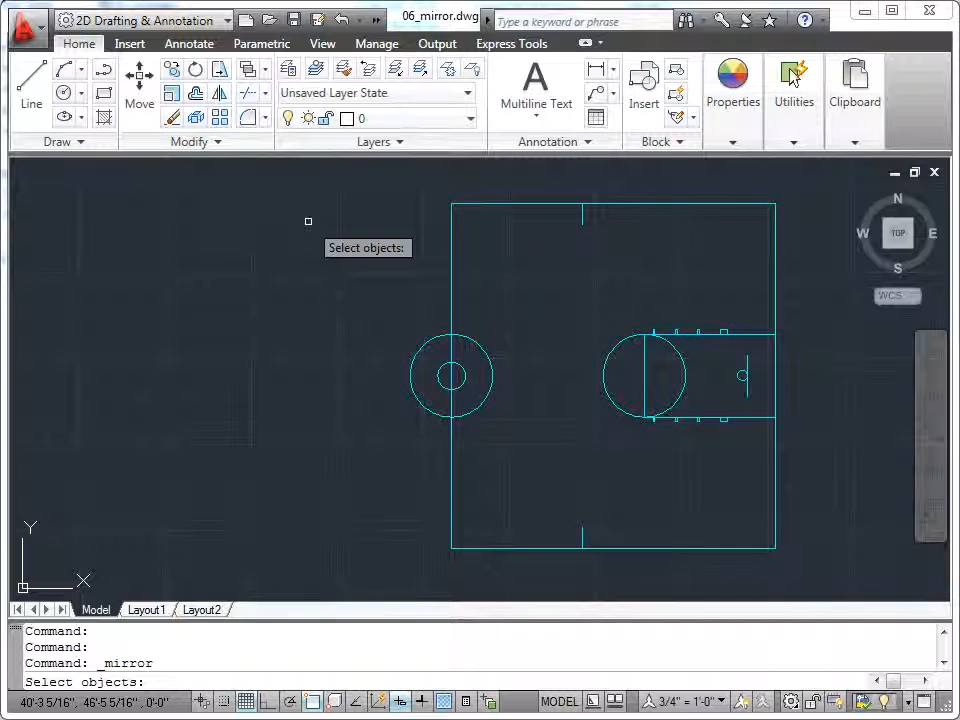 2D Drafting & Annotation
06_mirror.dwg
Type a keyword or phrase
Home Insert Annotate Parametric View Manage Output Express Tools
Line
Move
Unsaved Layer State
0
Multiline Text
Insert
Properties
Utilities
Clipboard
Draw
Modify
Layers
Annotation
Block
N
W TOP E
S
WCS
Select objects:
Y
X
Model Layout1 Layout2
Command:
Command:
Command: _mirror
Select objects:
40'-3 5/16", 46'-5 5/16" ,0'-0"
MODEL
3/4" = 1'-0"